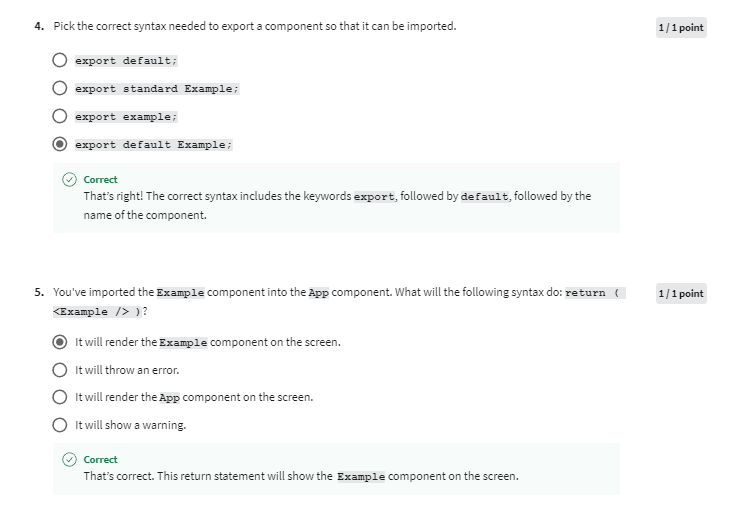 4. Pick the correct syntax needed to export a component so that it can be imported.
1 / 1 point
export default;
export standard Example;
export example;
export default Example;
Correct
That's right! The correct syntax includes the keywords export, followed by default, followed by the
name of the component.
5. You've imported the Example component into the App component. What will the following syntax do: return (
1 / 1 point
<Example /> )?
It will render the Example component on the screen.
It will throw an error.
It will render the App component on the screen.
It will show a warning.
Correct
That's correct. This return statement will show the Example component on the screen.